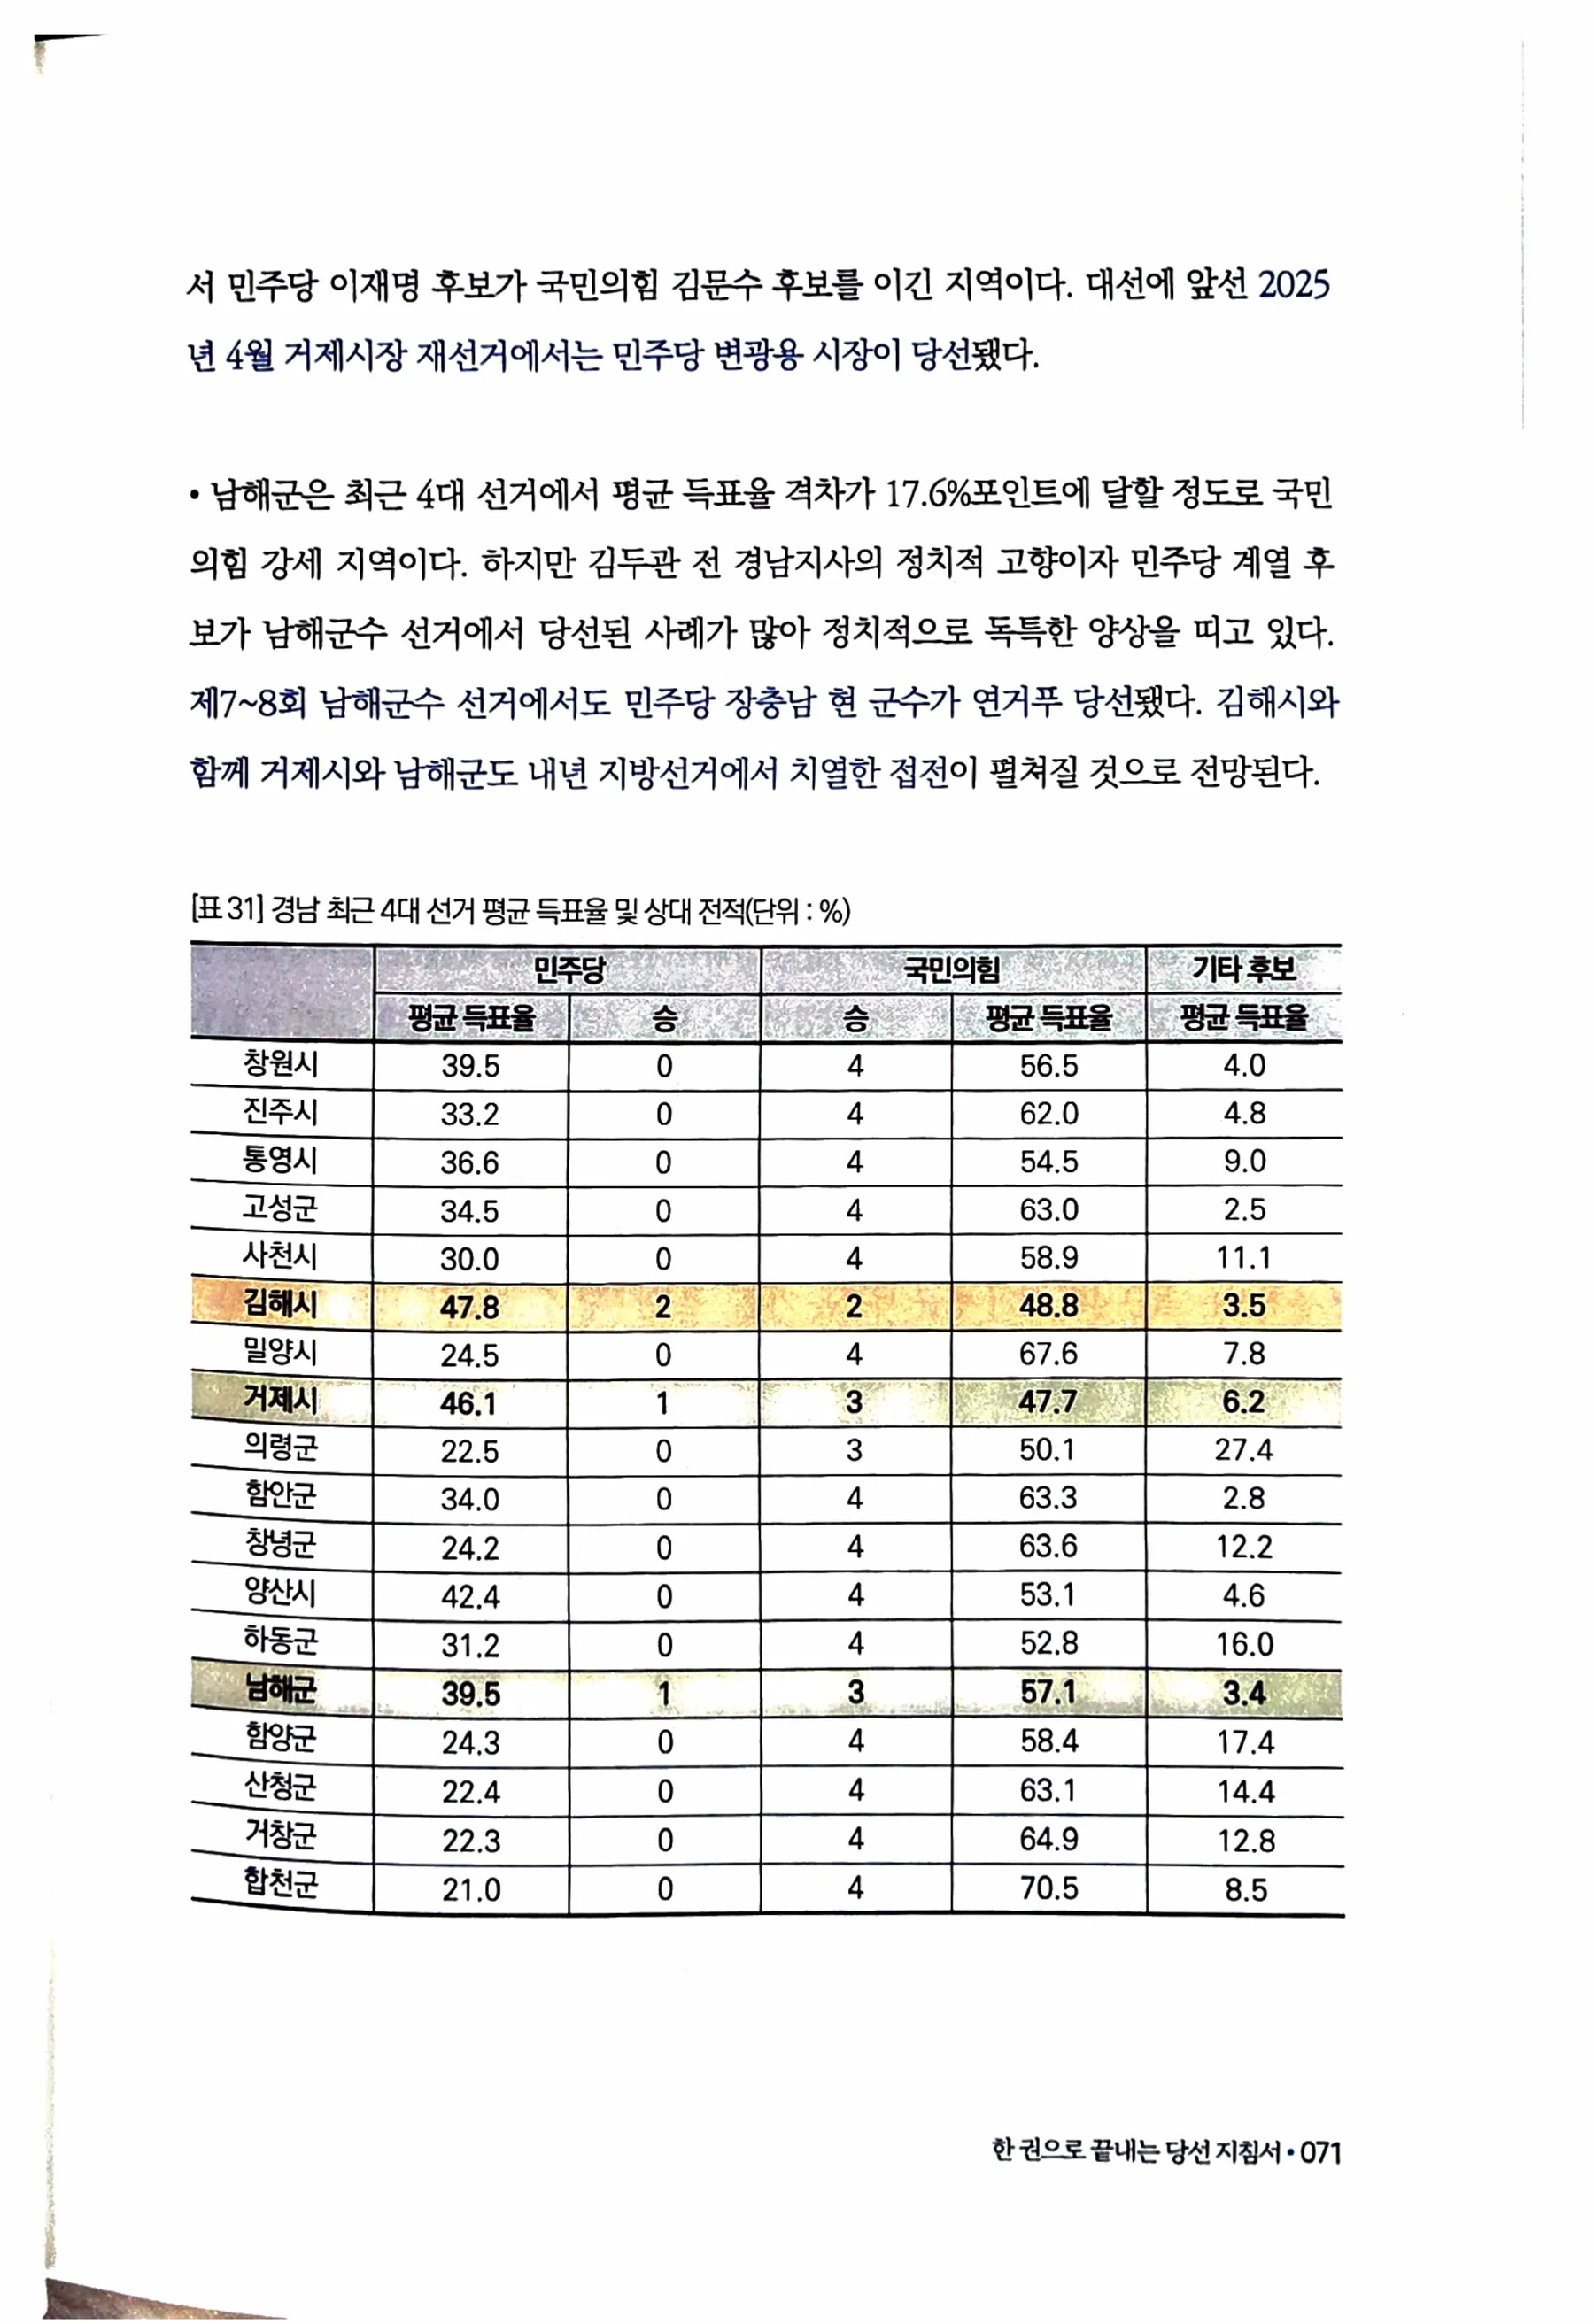 서 민주당 이재명 후보가 국민의힘 김문수 후보를 이긴 지역이다. 대선에 앞선 2025
년 4월 거제시장 재선거에서는 민주당 변광용 시장이 당선됐다.
• 남해군은 최근 4대 선거에서 평균 득표율 격차가 17.6%포인트에 달할 정도로 국민
의힘 강세 지역이다. 하지만 김두관 전 경남지사의 정치적 고향이자 민주당 계열 후
보가 남해군수 선거에서 당선된 사례가 많아 정치적으로 독특한 양상을 띠고 있다.
제7~8회 남해군수 선거에서도 민주당 장충남 현 군수가 연거푸 당선됐다. 김해시와
함께 거제시와 남해군도 내년 지방선거에서 치열한 접전이 펼쳐질 것으로 전망된다.
[표 31] 경남 최근 4대 선거 평균 득표율 및 상대 전적(단위 : %)
민주당 국민의힘 기타 후보
평균 득표율 승 승 평균 득표율 평균 득표율
창원시 39.5 0 4 56.5 4.0
진주시 33.2 0 4 62.0 4.8
통영시 36.6 0 4 54.5 9.0
고성군 34.5 0 4 63.0 2.5
사천시 30.0 0 4 58.9 11.1
김해시 47.8 2 2 48.8 3.5
밀양시 24.5 0 4 67.6 7.8
거제시 46.1 1 3 47.7 6.2
의령군 22.5 0 3 50.1 27.4
함안군 34.0 0 4 63.3 2.8
창녕군 24.2 0 4 63.6 12.2
양산시 42.4 0 4 53.1 4.6
하동군 31.2 0 4 52.8 16.0
남해군 39.5 1 3 57.1 3.4
함양군 24.3 0 4 58.4 17.4
산청군 22.4 0 4 63.1 14.4
거창군 22.3 0 4 64.9 12.8
합천군 21.0 0 4 70.5 8.5
한 권으로 끝내는 당선 지침서 • 071